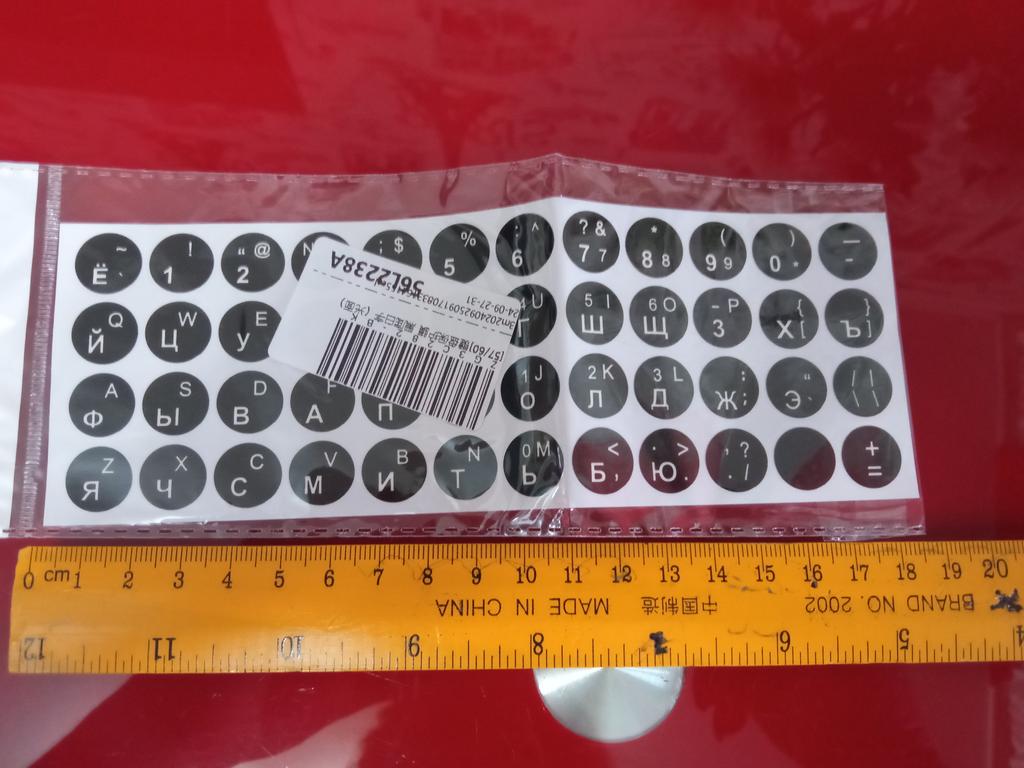 ~ ! “ @ N ; $ % : ^ ? & * ( ) —
Ё ` 1 2 5 6 7 7 8 8 9 9 0 * -
Q W E 4 U 5 I 6 O - P { }
Й Ц У Г Ш Щ З Х [ Ъ ]
A S D F 1 J 2 K 3 L : “ / |
Ф Ы В А П О Л Д Ж ; Э ' \ \
Z X C V B N 0 M < > , ? +
Я Ч С М И Т Ь Б , Ю . . / =
56L2238A
24-09-27-31
0 cm 1 2 3 4 5 6 7 8 9 10 11 12 13 14 15 16 17 18 19 20
BRAND NO. 2002 中国制造 MADE IN CHINA
4 5 6 7 8 9 10 11 12